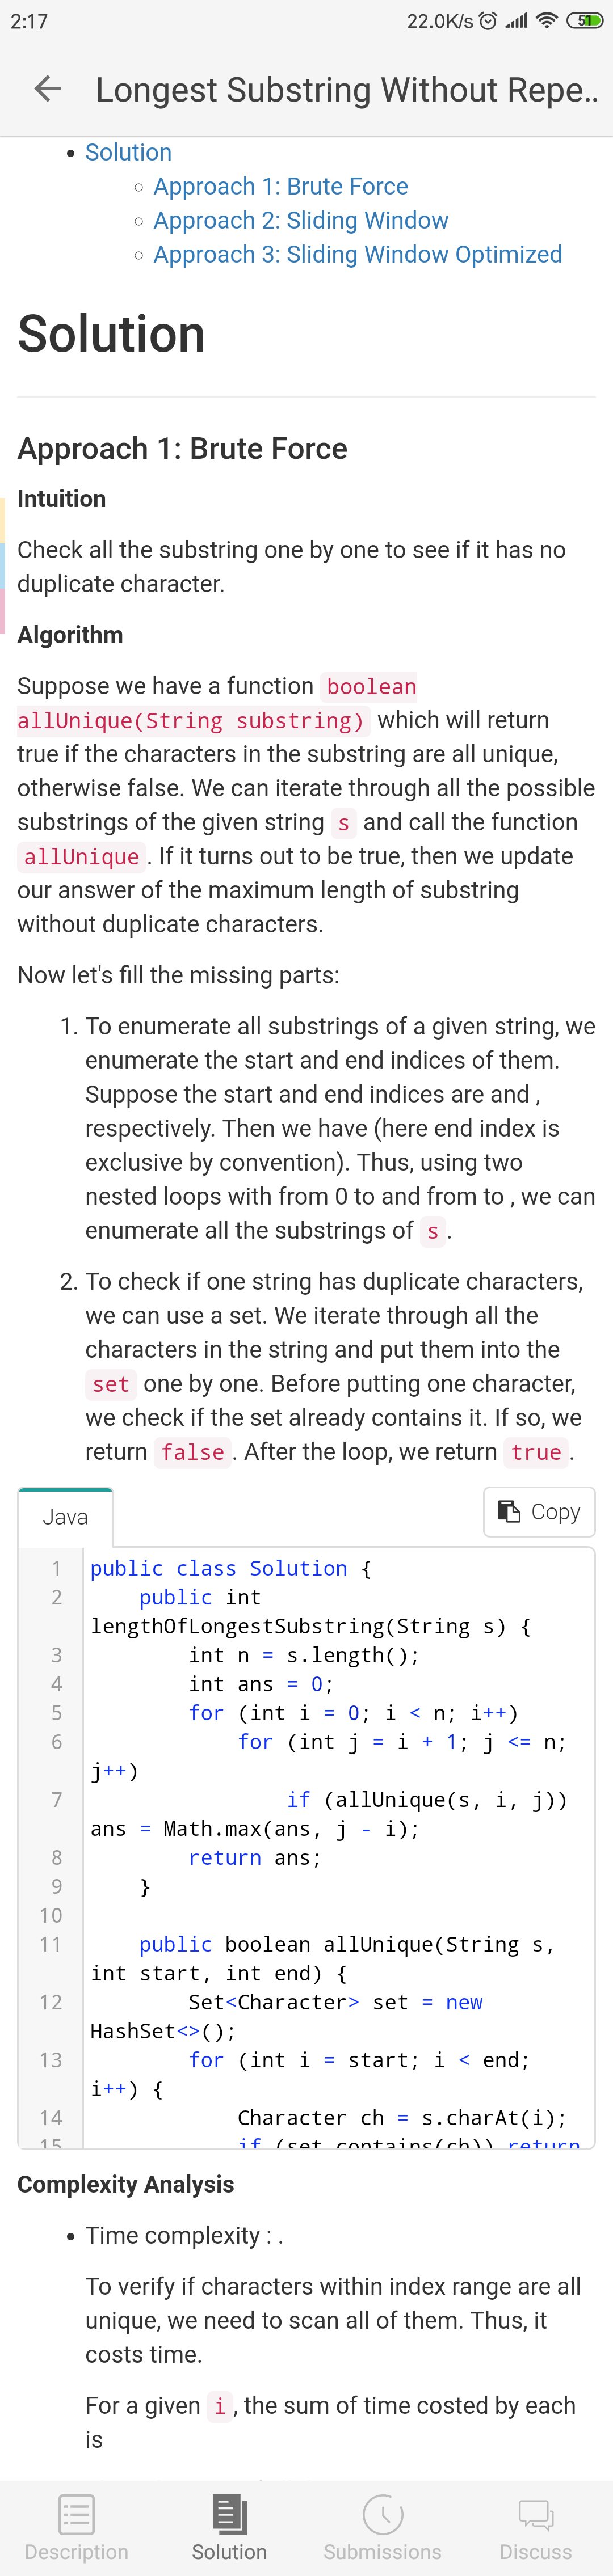 2:17
22.0K/s
51
Longest Substring Without Repe..
Solution
Approach 1: Brute Force
Approach 2: Sliding Window
Approach 3: Sliding Window Optimized
Solution
Approach 1: Brute Force
Intuition
Check all the substring one by one to see if it has no
duplicate character.
Algorithm
Suppose we have a function boolean
allUnique(String substring) which will return
true if the characters in the substring are all unique,
otherwise false. We can iterate through all the possible
substrings of the given string s and call the function
allUnique . If it turns out to be true, then we update
our answer of the maximum length of substring
without duplicate characters.
Now let's fill the missing parts:
1. To enumerate all substrings of a given string, we
enumerate the start and end indices of them.
Suppose the start and end indices are and ,
respectively. Then we have (here end index is
exclusive by convention). Thus, using two
nested loops with from 0 to and from to , we can
enumerate all the substrings of s .
2. To check if one string has duplicate characters,
we can use a set. We iterate through all the
characters in the string and put them into the
set one by one. Before putting one character,
we check if the set already contains it. If so, we
return false . After the loop, we return true .
Java
Copy
1 public class Solution {
2 public int
lengthOfLongestSubstring(String s) {
3 int n = s.length();
4 int ans = 0;
5 for (int i = 0; i < n; i++)
6 for (int j = i + 1; j <= n;
j++)
7 if (allUnique(s, i, j))
ans = Math.max(ans, j - i);
8 return ans;
9 }
10
11 public boolean allUnique(String s,
int start, int end) {
12 Set<Character> set = new
HashSet<>();
13 for (int i = start; i < end;
i++) {
14 Character ch = s.charAt(i);
15 if (set.contains(ch)) return
Complexity Analysis
Time complexity : .
To verify if characters within index range are all
unique, we need to scan all of them. Thus, it
costs time.
For a given i , the sum of time costed by each
is
Description
Solution
Submissions
Discuss